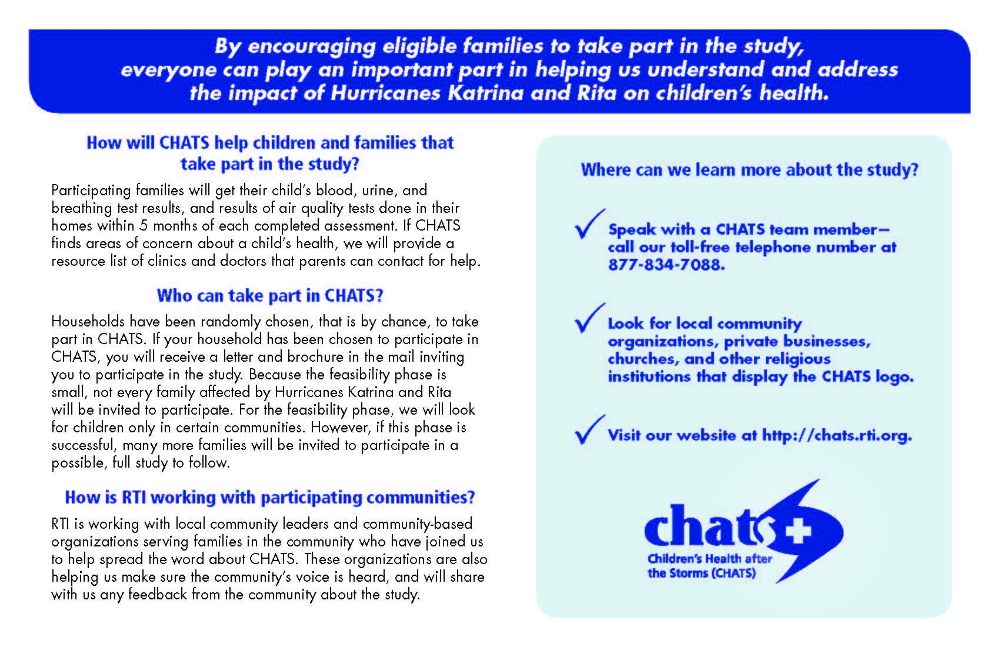 By encouraging eligible families to take part in the study,
everyone can play an important part in helping us understand and address
the impact of Hurricanes Katrina and Rita on children’s health.
How will CHATS help children and families that
take part in the study?
Participating families will get their child’s blood, urine, and
breathing test results, and results of air quality tests done in their
homes within 5 months of each completed assessment. If CHATS
finds areas of concern about a child’s health, we will provide a
resource list of clinics and doctors that parents can contact for help.
Who can take part in CHATS?
Households have been randomly chosen, that is by chance, to take
part in CHATS. If your household has been chosen to participate in
CHATS, you will receive a letter and brochure in the mail inviting
you to participate in the study. Because the feasibility phase is
small, not every family affected by Hurricanes Katrina and Rita
will be invited to participate. For the feasibility phase, we will look
for children only in certain communities. However, if this phase is
successful, many more families will be invited to participate in a
possible, full study to follow.
How is RTI working with participating communities?
RTI is working with local community leaders and community-based
organizations serving families in the community who have joined us
to help spread the word about CHATS. These organizations are also
helping us make sure the community’s voice is heard, and will share
with us any feedback from the community about the study.
Where can we learn more about the study?
Speak with a CHATS team member—
call our toll-free telephone number at
877-834-7088.
Look for local community
organizations, private businesses,
churches, and other religious
institutions that display the CHATS logo.
Visit our website at http://chats.rti.org.
chats
Children’s Health after
the Storms (CHATS)